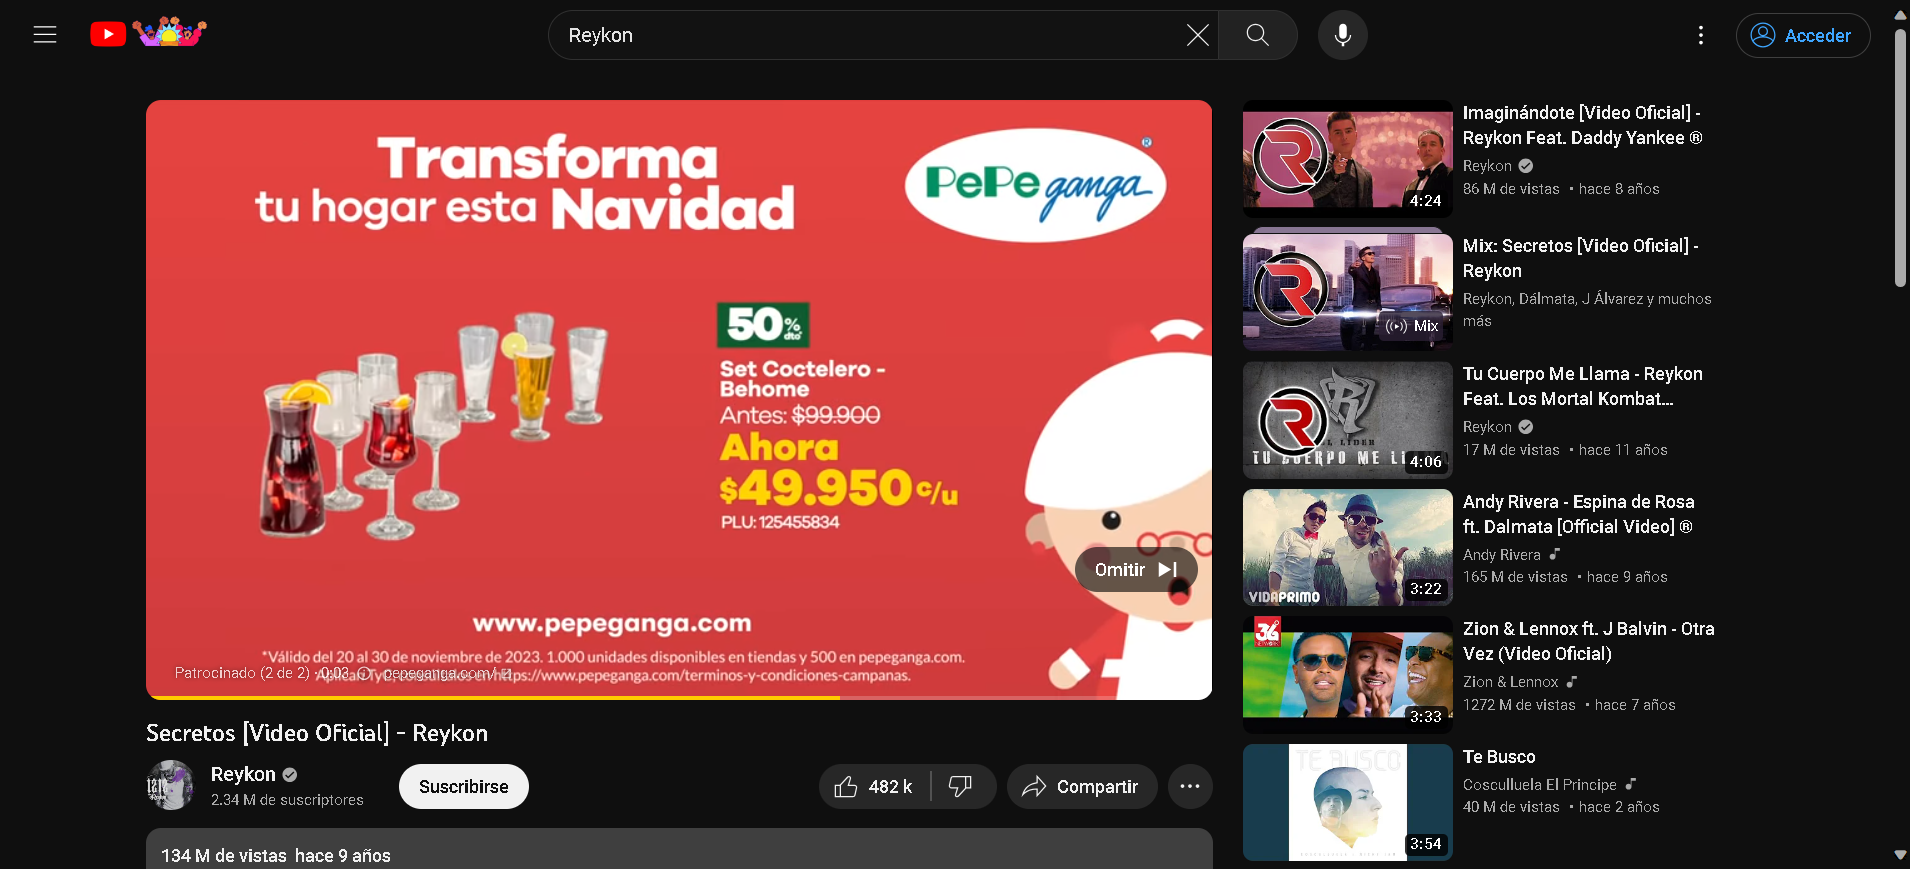 Reykon
Acceder
Transforma
tu hogar esta Navidad
PePe ganga
®
50% dto
Set Coctelero -
Behome
Antes: $99.900
Ahora
$49.950 c/u
PLU: 125455834
Omitir
www.pepeganga.com
*Válido del 20 al 30 de noviembre de 2023. 1.000 unidades disponibles en tiendas y 500 en pepeganga.com.
Patrocinado (2 de 2) · 0:03
pepeganga.com/
https://www.pepeganga.com/terminos-y-condiciones-campanas.
Secretos [Video Oficial] - Reykon
Reykon
2.34 M de suscriptores
Suscribirse
482 k
Compartir
134 M de vistas hace 9 años
Imaginándote [Video Oficial] -
Reykon Feat. Daddy Yankee ®
Reykon
86 M de vistas • hace 8 años
4:24
Mix: Secretos [Video Oficial] -
Reykon
Reykon, Dálmata, J Álvarez y muchos
más
Mix
Tu Cuerpo Me Llama - Reykon
Feat. Los Mortal Kombat...
Reykon
17 M de vistas • hace 11 años
TU CUERPO ME
4:06
Andy Rivera - Espina de Rosa
ft. Dalmata [Official Video] ®
Andy Rivera
165 M de vistas • hace 9 años
VIDAPRIMO
3:22
Zion & Lennox ft. J Balvin - Otra
Vez (Video Oficial)
Zion & Lennox
1272 M de vistas • hace 7 años
3:33
Te Busco
Cosculluela El Principe
40 M de vistas • hace 2 años
TE BUSCO
3:54